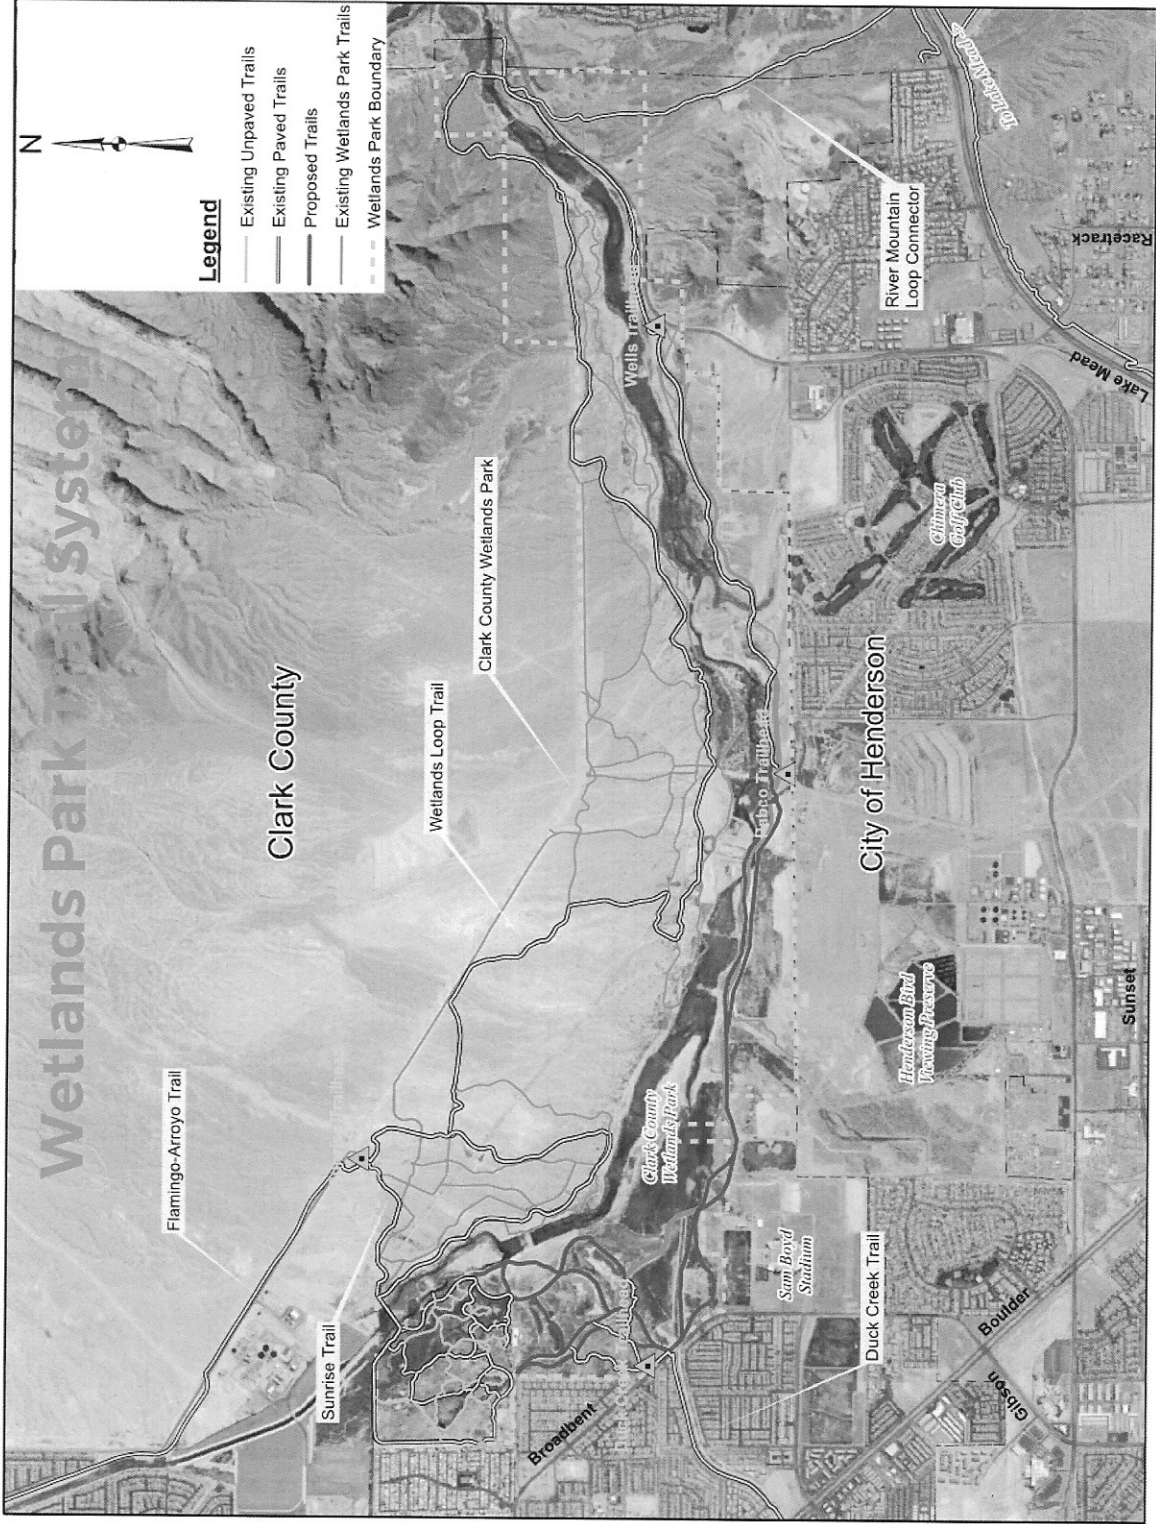 Wetlands Park Trail System
N
Legend
Existing Unpaved Trails
Existing Paved Trails
Proposed Trails
Existing Wetlands Park Trails
Wetlands Park Boundary
Flamingo-Arroyo Trail
Clark County
Sunrise Trail
Wetlands Loop Trail
Clark County Wetlands Park
Wells
Pabco Trailhead
Clark County
Wetlands Park
Broadbent
Sam Boyd
Stadium
Duck Creek Trail
City of Henderson
Henderson Bird
Viewing Preserve
Chimera
Golf Club
River Mountain
Loop Connector
To Lake Mead
Boulder
Gibson
Sunset
Lake Mead
Racetrack